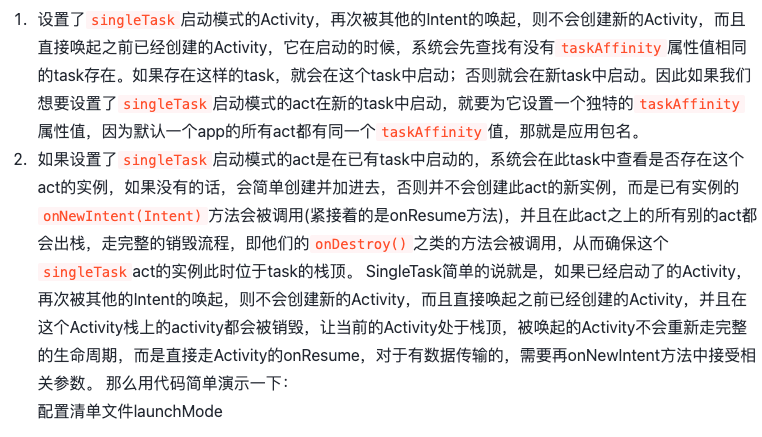 1. 设置了 singleTask 启动模式的Activity，再次被其他的Intent的唤起，则不会创建新的Activity，而且
直接唤起之前已经创建的Activity，它在启动的时候，系统会先查找有没有 taskAffinity 属性值相同
的task存在。如果存在这样的task，就会在这个task中启动；否则就会在新task中启动。因此如果我们
想要设置了 singleTask 启动模式的act在新的task中启动，就要为它设置一个独特的 taskAffinity
属性值，因为默认一个app的所有act都有同一个 taskAffinity 值，那就是应用包名。
2. 如果设置了 singleTask 启动模式的act是在已有task中启动的，系统会在此task中查看是否存在这个
act的实例，如果没有的话，会简单创建并加进去，否则并不会创建此act的新实例，而是已有实例的
onNewIntent(Intent) 方法会被调用(紧接着的是onResume方法)，并且在此act之上的所有别的act都
会出栈，走完整的销毁流程，即他们的 onDestroy() 之类的方法会被调用，从而确保这个
singleTask act的实例此时位于task的栈顶。 SingleTask简单的说就是，如果已经启动了的Activity，
再次被其他的Intent的唤起，则不会创建新的Activity，而且直接唤起之前已经创建的Activity，并且在
这个Activity栈上的activity都会被销毁，让当前的Activity处于栈顶，被唤起的Activity不会重新走完整
的生命周期，而是直接走Activity的onResume，对于有数据传输的，需要再onNewIntent方法中接受相
关参数。 那么用代码简单演示一下：
配置清单文件launchMode